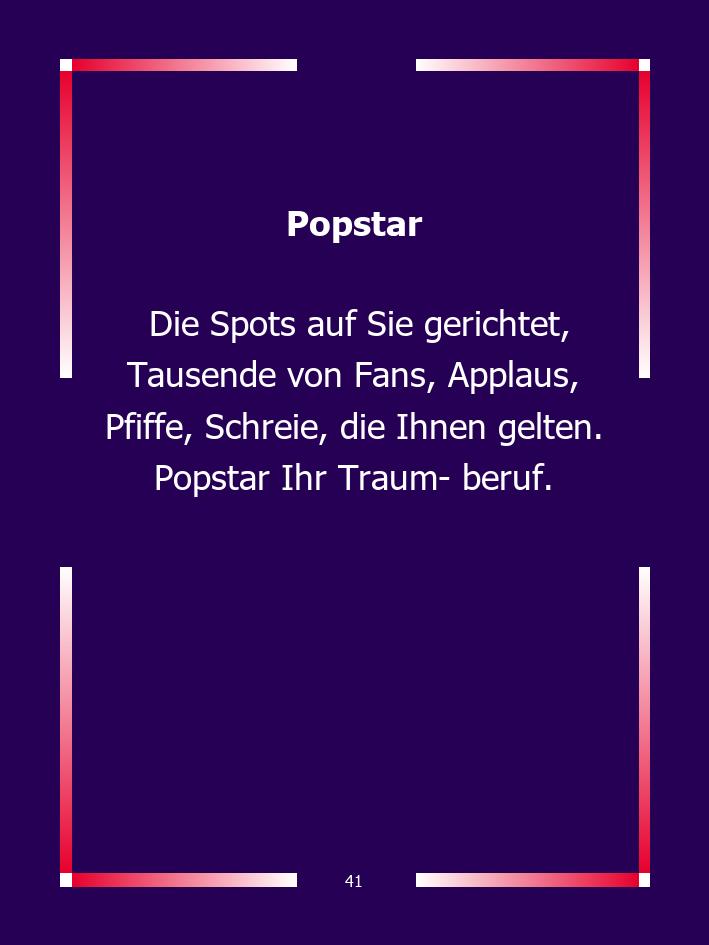 Popstar
Die Spots auf Sie gerichtet,
Tausende von Fans, Applaus,
Pfiffe, Schreie, die Ihnen gelten.
Popstar Ihr Traum- beruf.
41